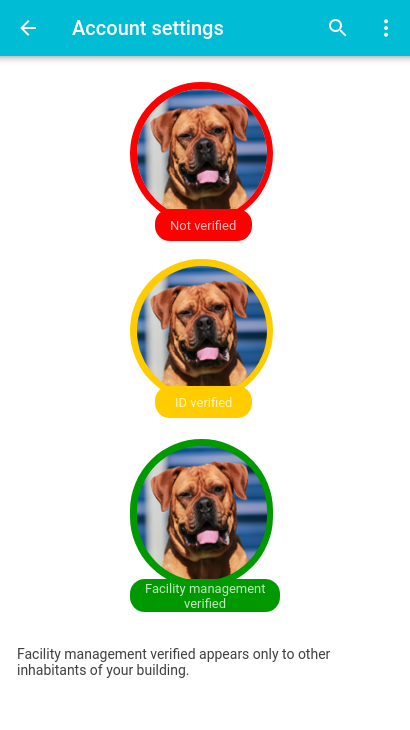 Account settings
Not verified
ID verified
Facility management
verified
Facility management verified appears only to other
inhabitants of your building.